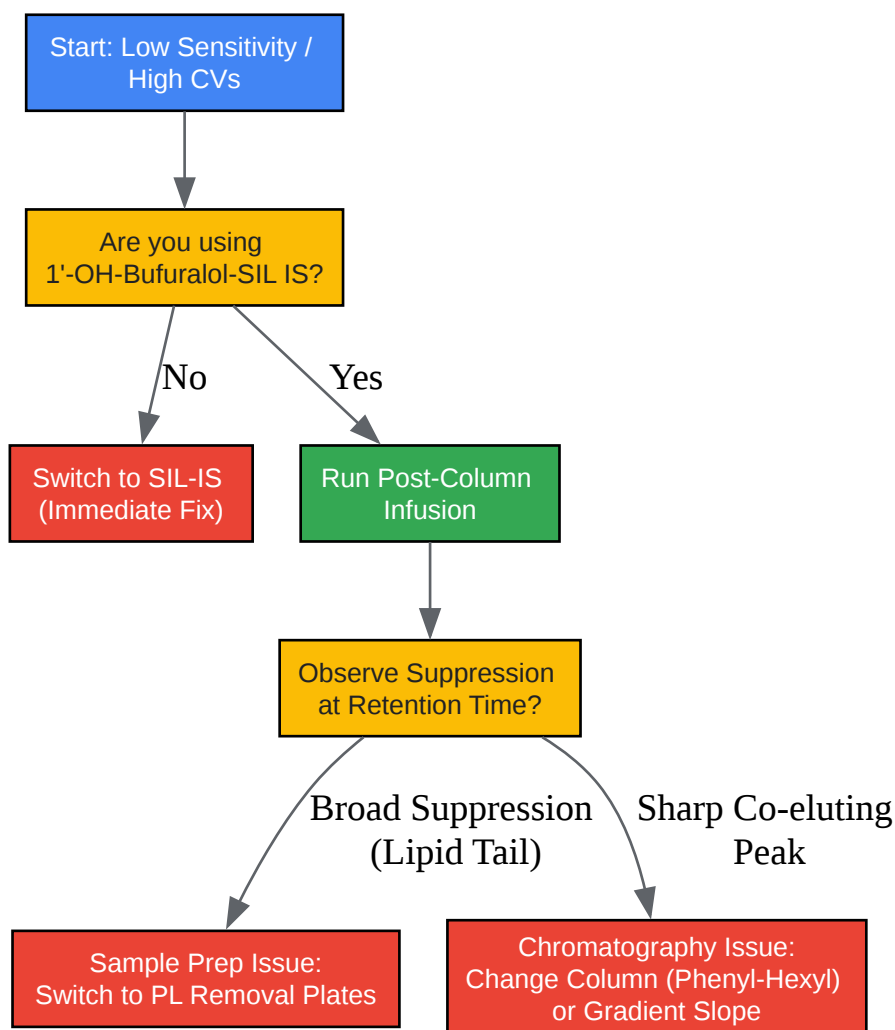 Start: Low Sensitivity /
High CVs
Are you using
1'-OH-Bufuralol-SIL IS?
No
Yes
Switch to SIL-IS
(Immediate Fix)
Run Post-Column
Infusion
Observe Suppression
at Retention Time?
Broad Suppression
(Lipid Tail)
Sharp Co-eluting
Peak
Sample Prep Issue:
Switch to PL Removal Plates
Chromatography Issue:
Change Column (Phenyl-Hexyl)
or Gradient Slope